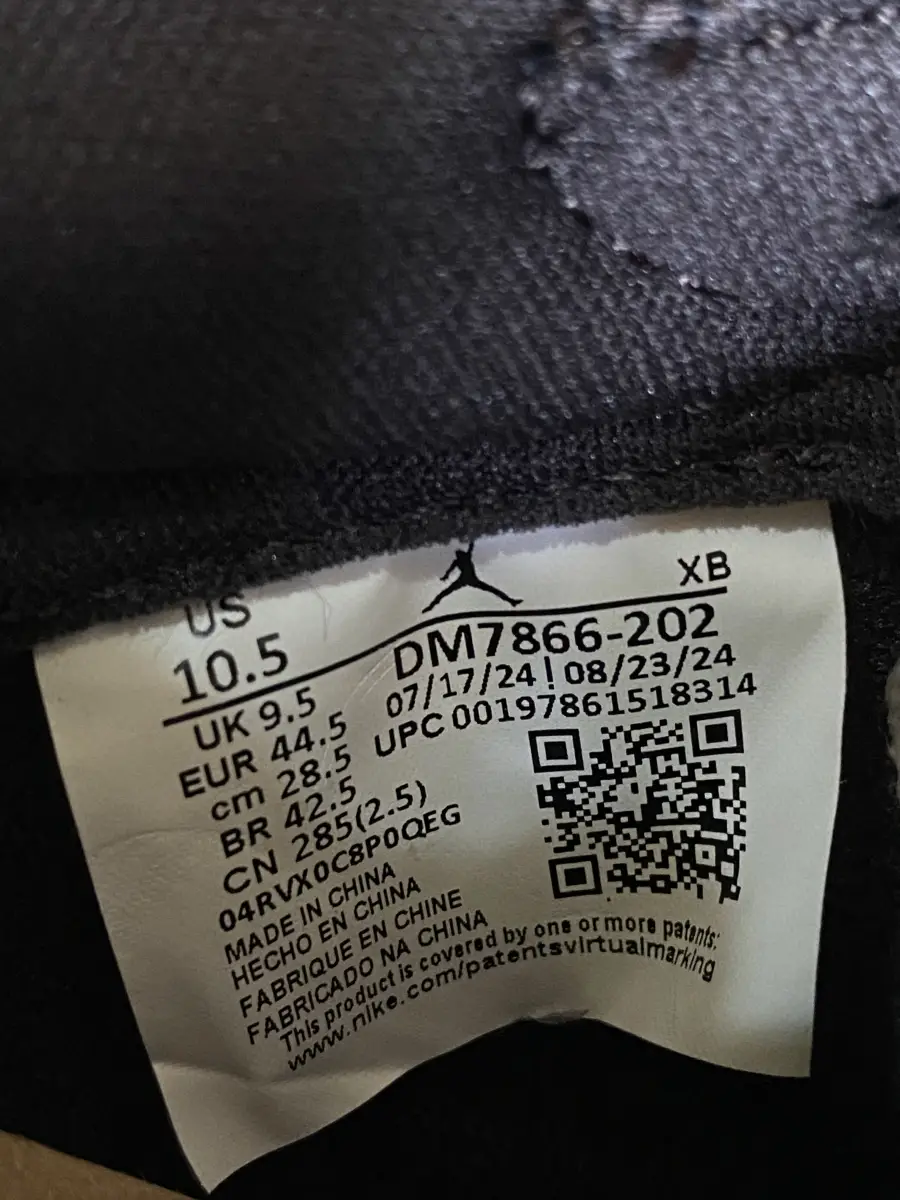 XB
US
10.5
DM7866-202
07/17/24 | 08/23/24
UPC 00197861518314
UK 9.5
EUR 44.5
cm 28.5
BR 42.5
CN 285(2.5)
04RVX0C8P0QEG
MADE IN CHINA
HECHO EN CHINA
FABRIQUE EN CHINE
FABRICADO NA CHINA
This product is covered by one or more patents:
www.nike.com/patentsvirtualmarking